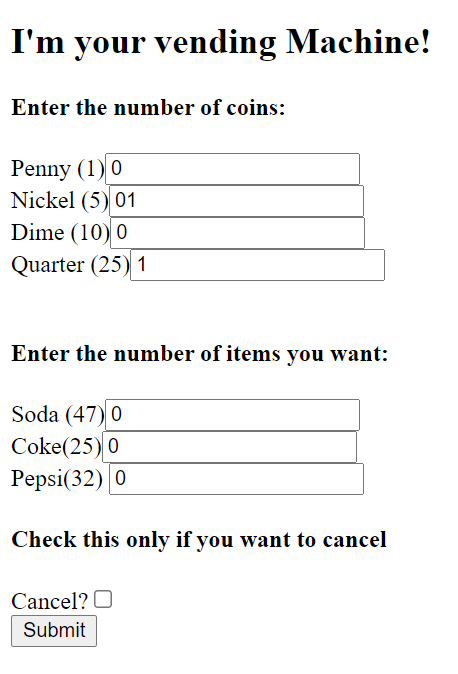 I'm your vending Machine!
Enter the number of coins:
Penny (1) 0
Nickel (5) 01
Dime (10) 0
Quarter (25) 1
Enter the number of items you want:
Soda (47) 0
Coke(25) 0
Pepsi(32) 0
Check this only if you want to cancel
Cancel?
Submit